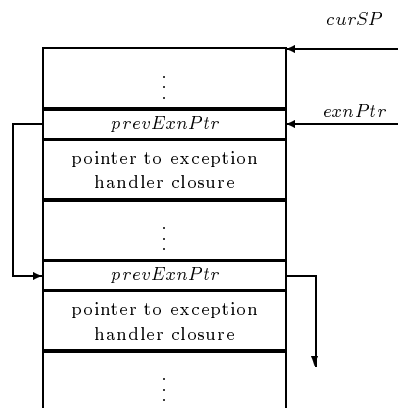 curSP
⋮
prevExnPtr
exnPtr
pointer to exception
handler closure
⋮
prevExnPtr
pointer to exception
handler closure
⋮